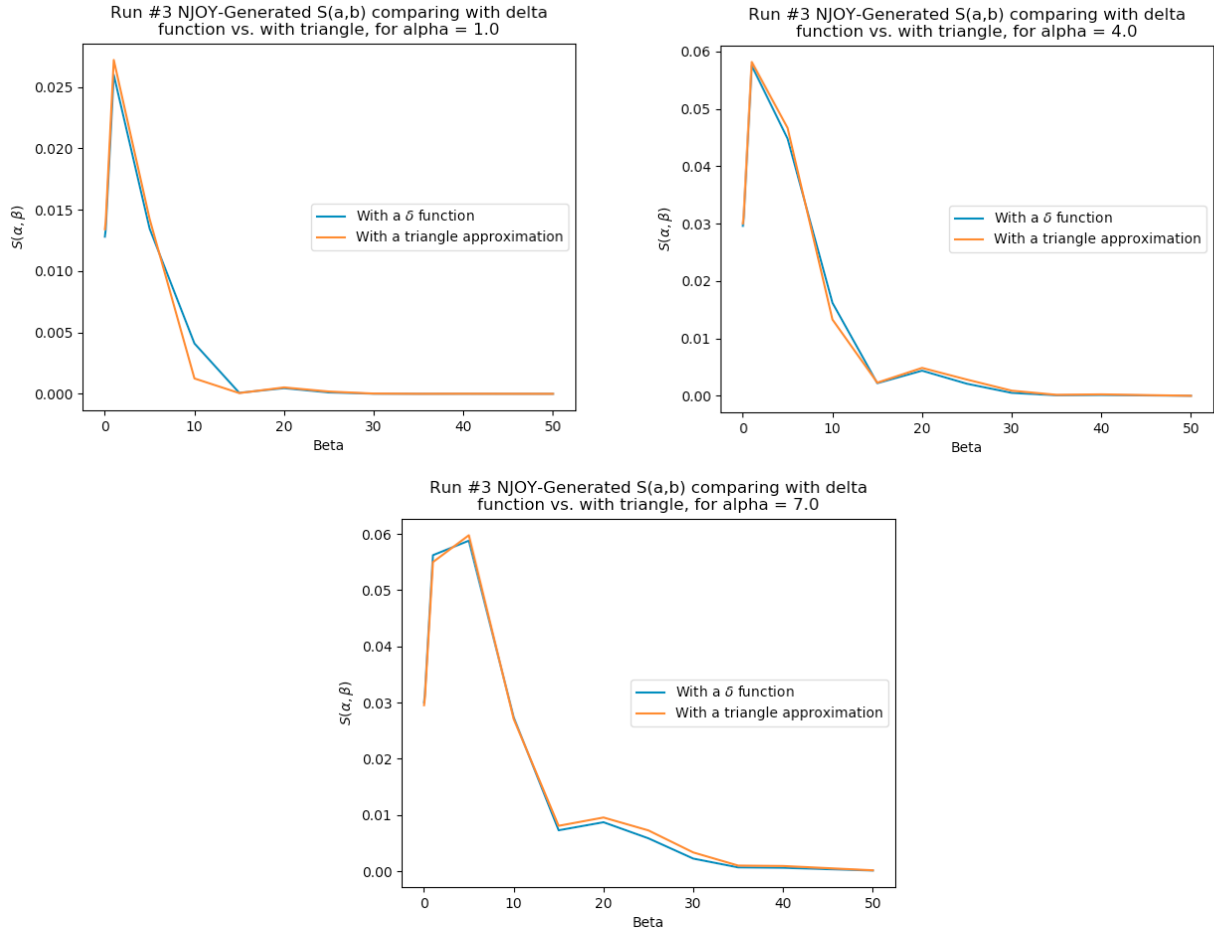 Run #3 NJOY-Generated S(a,b) comparing with delta
function vs. with triangle, for alpha = 1.0
0.025
0.020
0.015
0.010
0.005
0.000
S(α, β)
With a δ function
With a triangle approximation
0 10 20 30 40 50
Beta
Run #3 NJOY-Generated S(a,b) comparing with delta
function vs. with triangle, for alpha = 4.0
0.06
0.05
0.04
0.03
0.02
0.01
0.00
S(α, β)
With a δ function
With a triangle approximation
0 10 20 30 40 50
Beta
Run #3 NJOY-Generated S(a,b) comparing with delta
function vs. with triangle, for alpha = 7.0
0.06
0.05
0.04
0.03
0.02
0.01
0.00
S(α, β)
With a δ function
With a triangle approximation
0 10 20 30 40 50
Beta